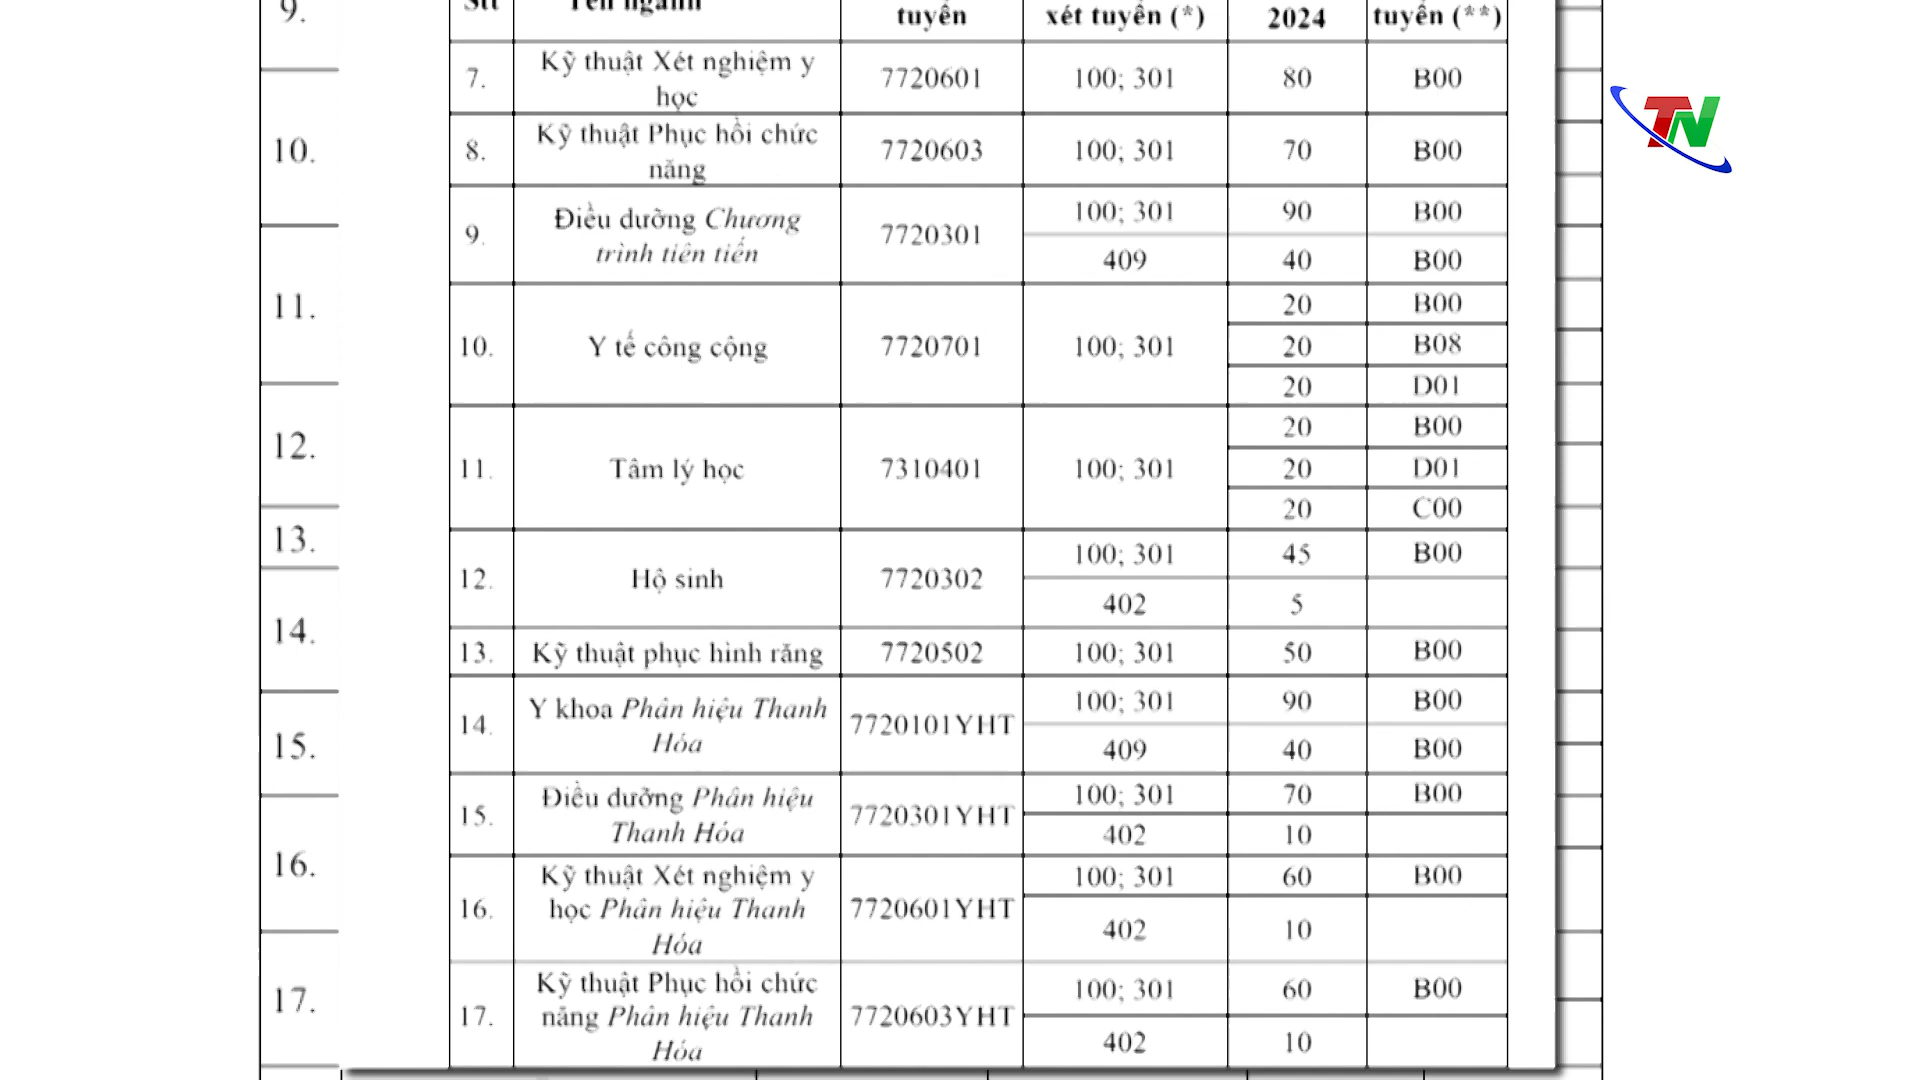 9.
10.
11.
12.
13.
14.
15.
16.
17.
Stt Tên ngành tuyển xét tuyển (*) 2024 tuyển (**)
7. Kỹ thuật Xét nghiệm y học 7720601 100; 301 80 B00
8. Kỹ thuật Phục hồi chức năng 7720603 100; 301 70 B00
9. Điều dưỡng Chương trình tiên tiến 7720301 100; 301 90 B00
409 40 B00
10. Y tế công cộng 7720701 100; 301 20 B00
20 B08
20 D01
11. Tâm lý học 7310401 100; 301 20 B00
20 D01
20 C00
12. Hộ sinh 7720302 100; 301 45 B00
402 5
13. Kỹ thuật phục hình răng 7720502 100; 301 50 B00
14. Y khoa Phân hiệu Thanh Hóa 7720101YHT 100; 301 90 B00
409 40 B00
15. Điều dưỡng Phân hiệu Thanh Hóa 7720301YHT 100; 301 70 B00
402 10
16. Kỹ thuật Xét nghiệm y học Phân hiệu Thanh Hóa 7720601YHT 100; 301 60 B00
402 10
17. Kỹ thuật Phục hồi chức năng Phân hiệu Thanh Hóa 7720603YHT 100; 301 60 B00
402 10
TN